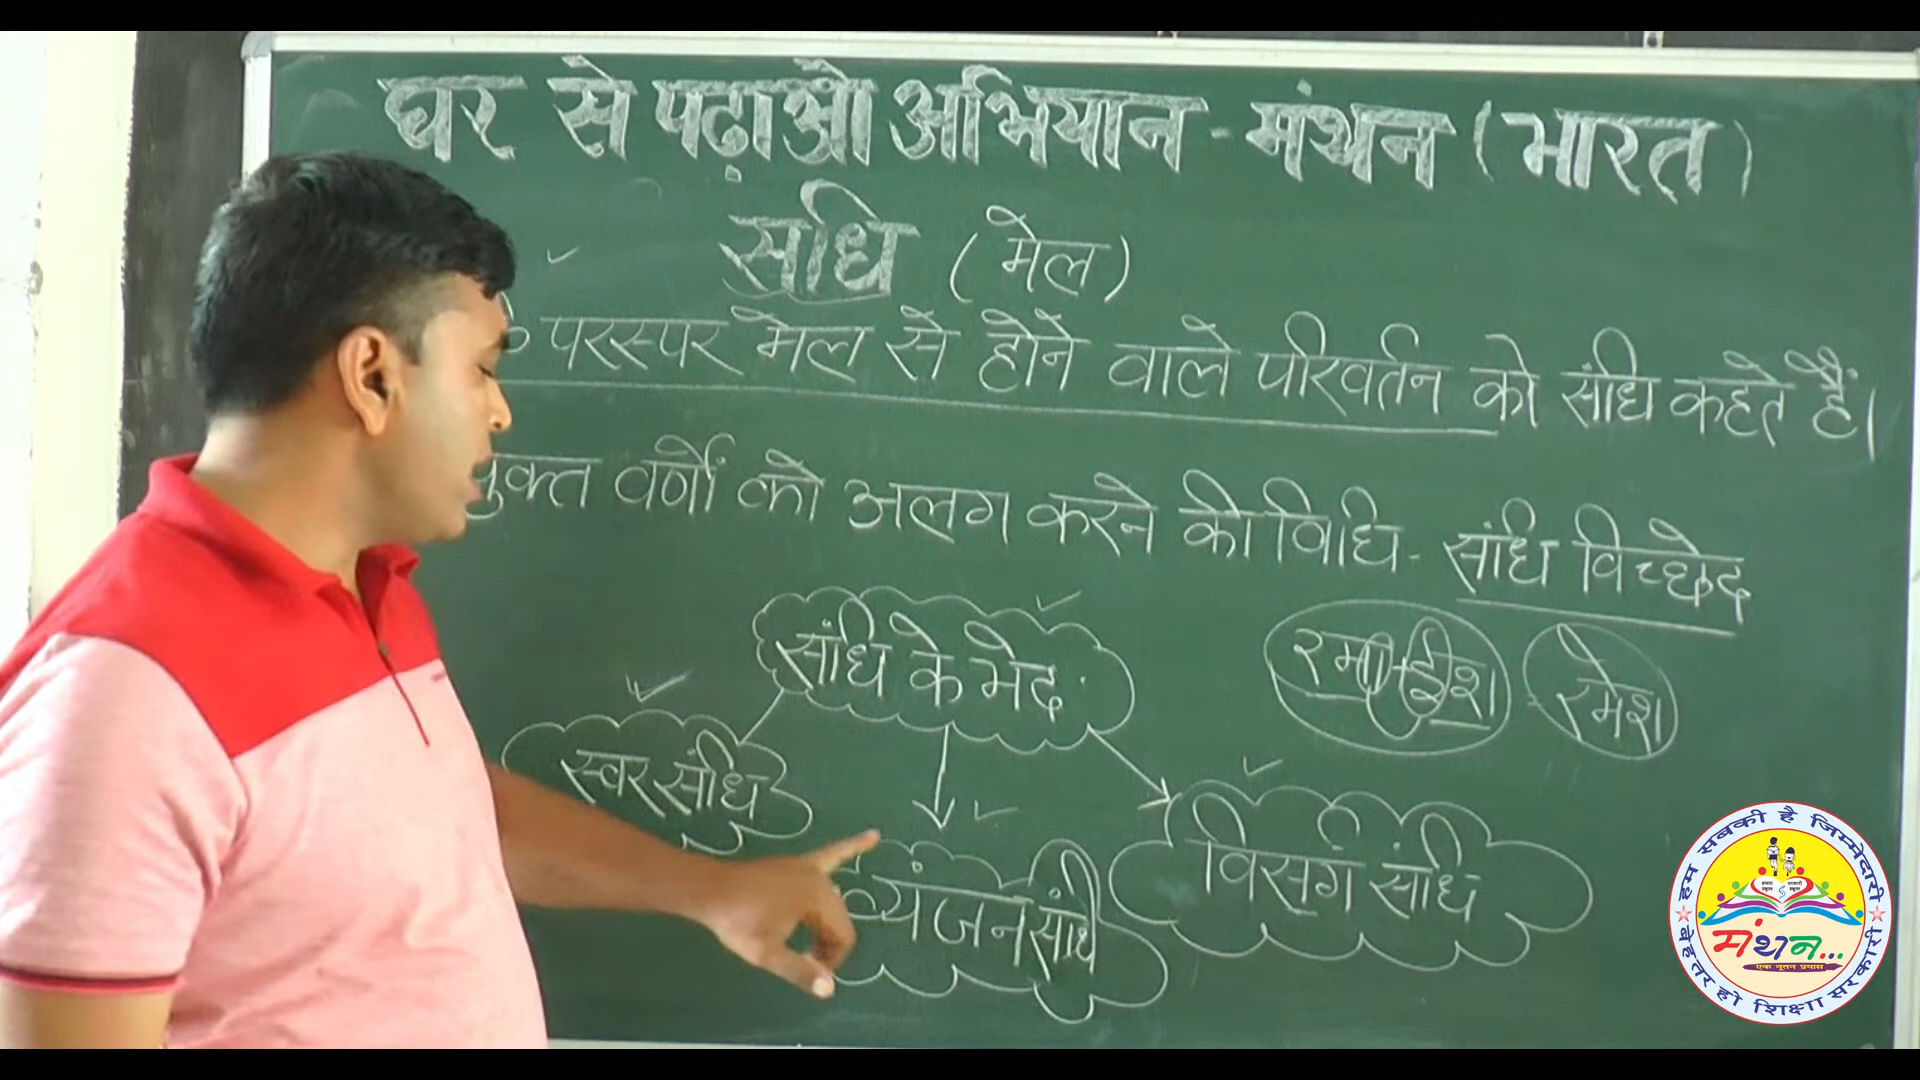 घर से पढ़ाओ अभियान - मंथन (भारत)
संधि (मेल)
परस्पर मेल से होने वाले परिवर्तन को संधि कहते हैं।
युक्त वर्णों को अलग करने की विधि - संधि विच्छेद
संधि के भेद
रमा+ईश - रमेश
स्वर संधि
व्यंजन संधि
विसर्ग संधि
हम सबकी है जिम्मेदारी
मंथन...
एक नूतन प्रयास
बेहतर हो शिक्षा सरकारी